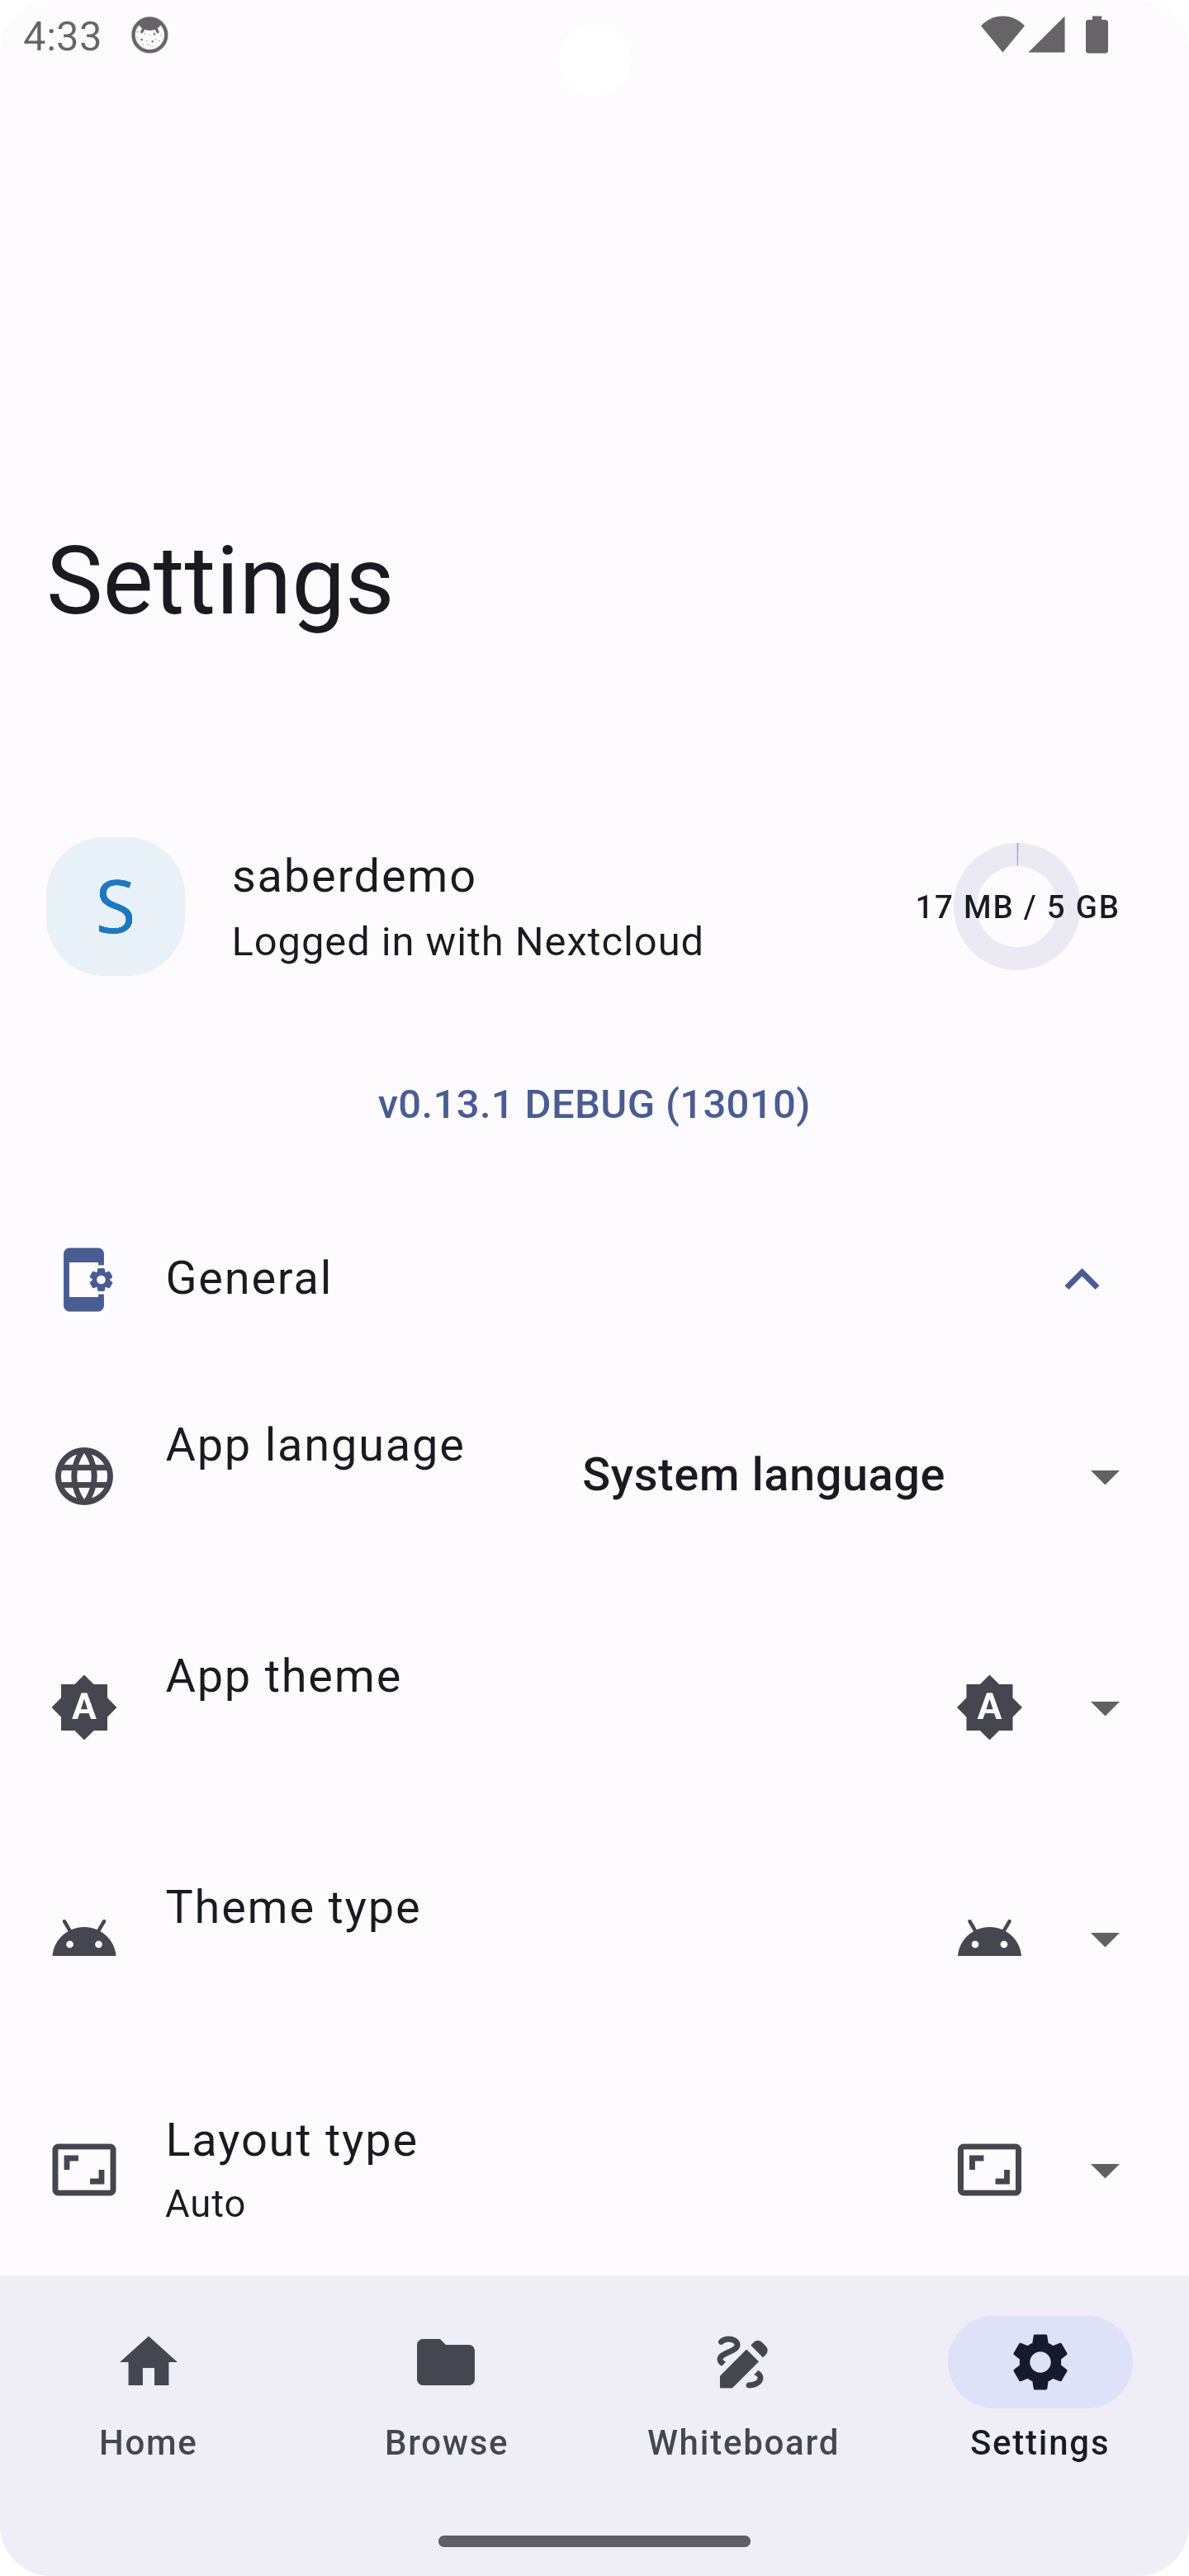 4:33
Settings
S
saberdemo
Logged in with Nextcloud
17 MB / 5 GB
v0.13.1 DEBUG (13010)
General
App language
System language
App theme
A
A
Theme type
Layout type
Auto
Home
Browse
Whiteboard
Settings